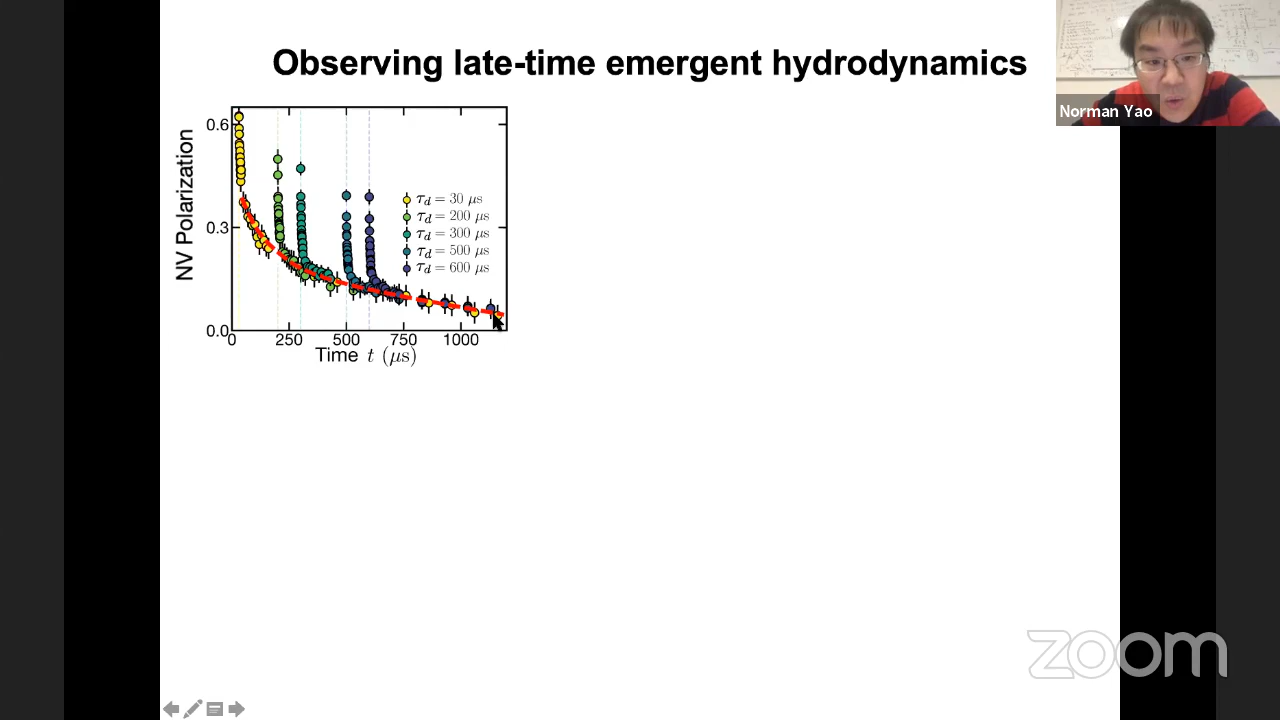 Observing late-time emergent hydrodynamics
Norman Yao
NV Polarization
0.6
0.3
0.0
τd = 30 μs
τd = 200 μs
τd = 300 μs
τd = 500 μs
τd = 600 μs
0 250 500 750 1000
Time t (μs)
zoom